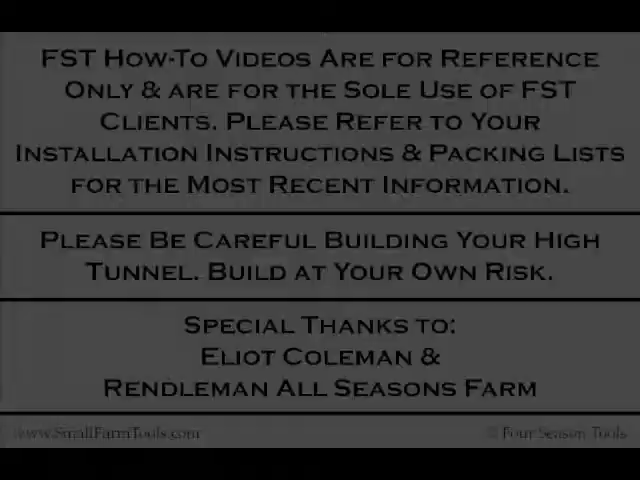 FST How-To Videos Are for Reference
Only & are for the Sole Use of FST
Clients. Please Refer to Your
Installation Instructions & Packing Lists
for the Most Recent Information.
Please Be Careful Building Your High
Tunnel. Build at Your Own Risk.
Special Thanks to:
Eliot Coleman &
Rendleman All Seasons Farm
www.SmallFarmTools.com
© Four Season Tools